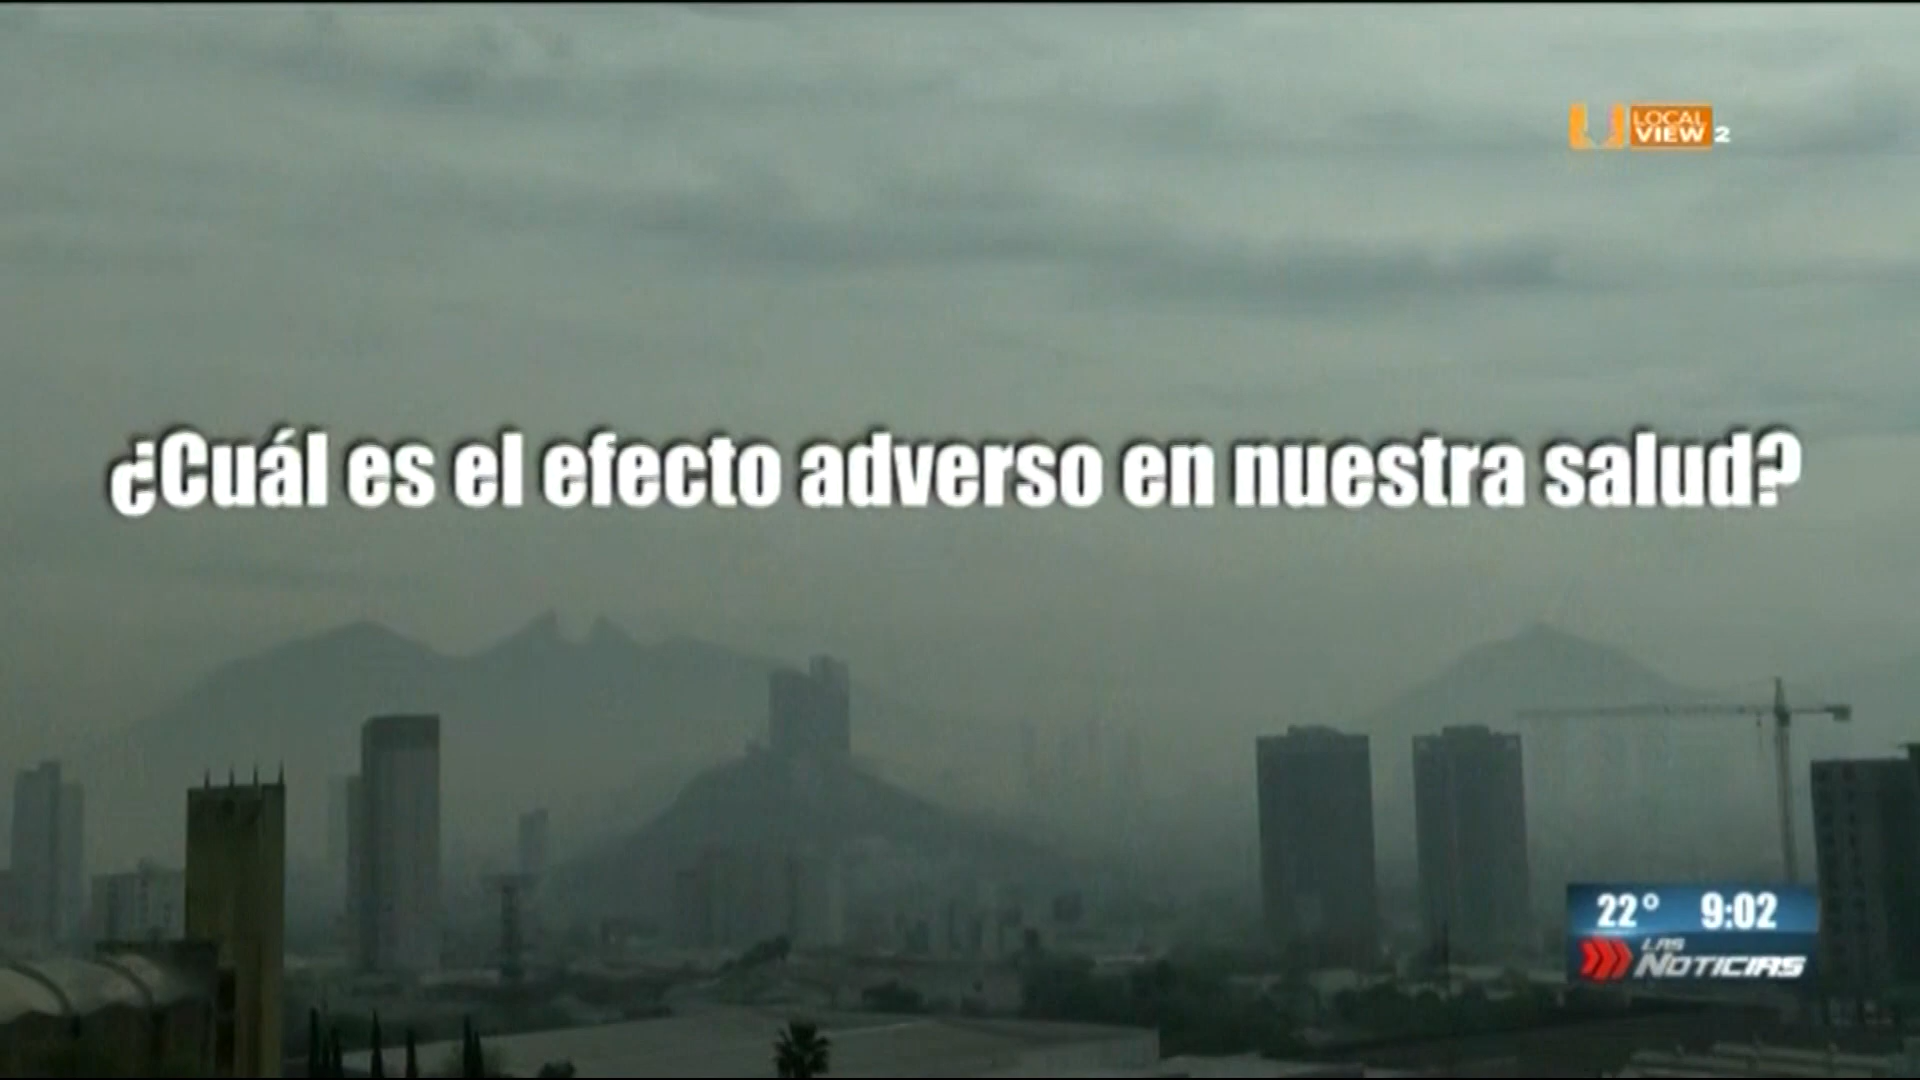 LOCAL
VIEW 2
¿Cuál es el efecto adverso en nuestra salud?
22° 9:02
LAS
NOTICIAS